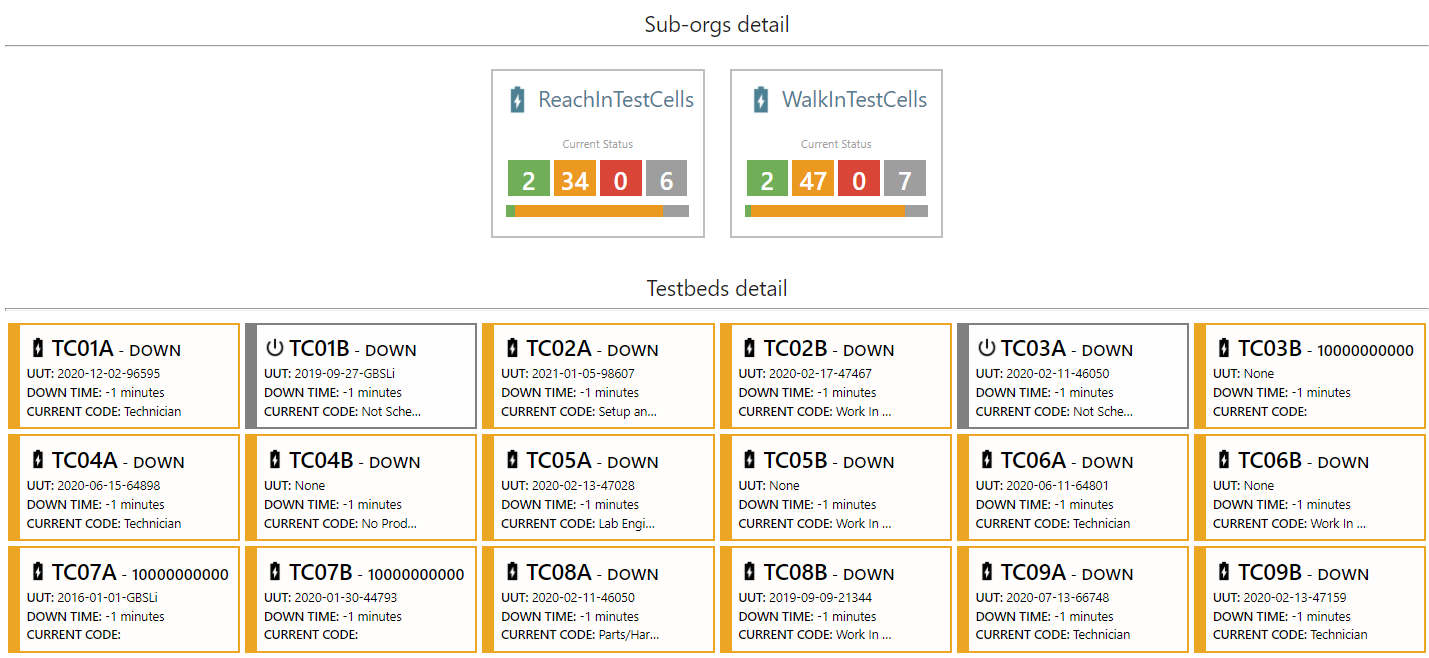 Sub-orgs detail
ReachInTestCells
Current Status
2 34 0 6
WalkInTestCells
Current Status
2 47 0 7
Testbeds detail
TC01A - DOWN
UUT: 2020-12-02-96595
DOWN TIME: -1 minutes
CURRENT CODE: Technician
TC01B - DOWN
UUT: 2019-09-27-GBSLi
DOWN TIME: -1 minutes
CURRENT CODE: Not Sche...
TC02A - DOWN
UUT: 2021-01-05-98607
DOWN TIME: -1 minutes
CURRENT CODE: Setup an...
TC02B - DOWN
UUT: 2020-02-17-47467
DOWN TIME: -1 minutes
CURRENT CODE: Work In ...
TC03A - DOWN
UUT: 2020-02-11-46050
DOWN TIME: -1 minutes
CURRENT CODE: Not Sche...
TC03B - 10000000000
UUT: None
DOWN TIME: -1 minutes
CURRENT CODE:
TC04A - DOWN
UUT: 2020-06-15-64898
DOWN TIME: -1 minutes
CURRENT CODE: Technician
TC04B - DOWN
UUT: None
DOWN TIME: -1 minutes
CURRENT CODE: No Prod...
TC05A - DOWN
UUT: 2020-02-13-47028
DOWN TIME: -1 minutes
CURRENT CODE: Lab Engi...
TC05B - DOWN
UUT: None
DOWN TIME: -1 minutes
CURRENT CODE: Work In ...
TC06A - DOWN
UUT: 2020-06-11-64801
DOWN TIME: -1 minutes
CURRENT CODE: Technician
TC06B - DOWN
UUT: None
DOWN TIME: -1 minutes
CURRENT CODE: Work In ...
TC07A - 10000000000
UUT: 2016-01-01-GBSLi
DOWN TIME: -1 minutes
CURRENT CODE:
TC07B - 10000000000
UUT: 2020-01-30-44793
DOWN TIME: -1 minutes
CURRENT CODE:
TC08A - DOWN
UUT: 2020-02-11-46050
DOWN TIME: -1 minutes
CURRENT CODE: Parts/Har...
TC08B - DOWN
UUT: 2019-09-09-21344
DOWN TIME: -1 minutes
CURRENT CODE: Work In ...
TC09A - DOWN
UUT: 2020-07-13-66748
DOWN TIME: -1 minutes
CURRENT CODE: Technician
TC09B - DOWN
UUT: 2020-02-13-47159
DOWN TIME: -1 minutes
CURRENT CODE: Technician